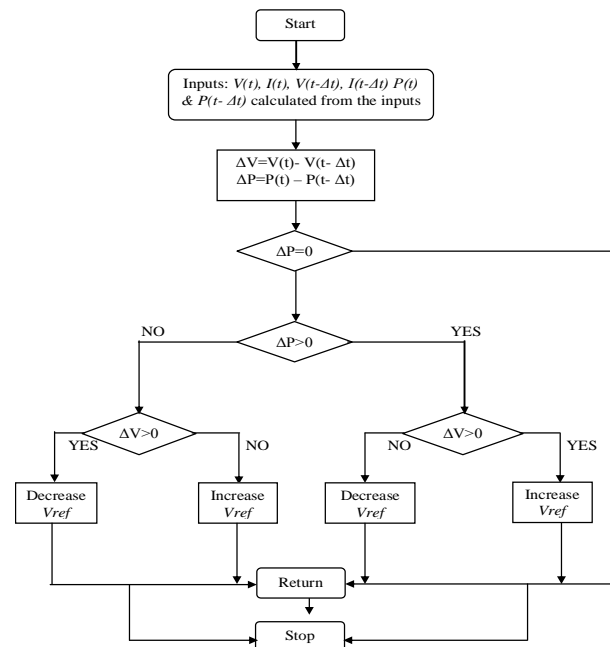 Start
Inputs: V(t), I(t), V(t-Δt), I(t-Δt) P(t)
& P(t- Δt) calculated from the inputs
ΔV=V(t)- V(t- Δt)
ΔP=P(t) – P(t- Δt)
ΔP=0
NO
YES
ΔP>0
ΔV>0
YES
NO
ΔV>0
NO
YES
Decrease
Vref
Increase
Vref
Decrease
Vref
Increase
Vref
Return
Stop